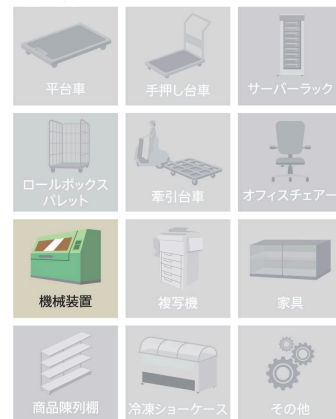 平台車
手押し台車
サーバーラック
ロールボックス
パレット
牽引台車
オフィスチェアー
機械装置
複写機
家具
商品陳列棚
冷凍ショーケース
その他